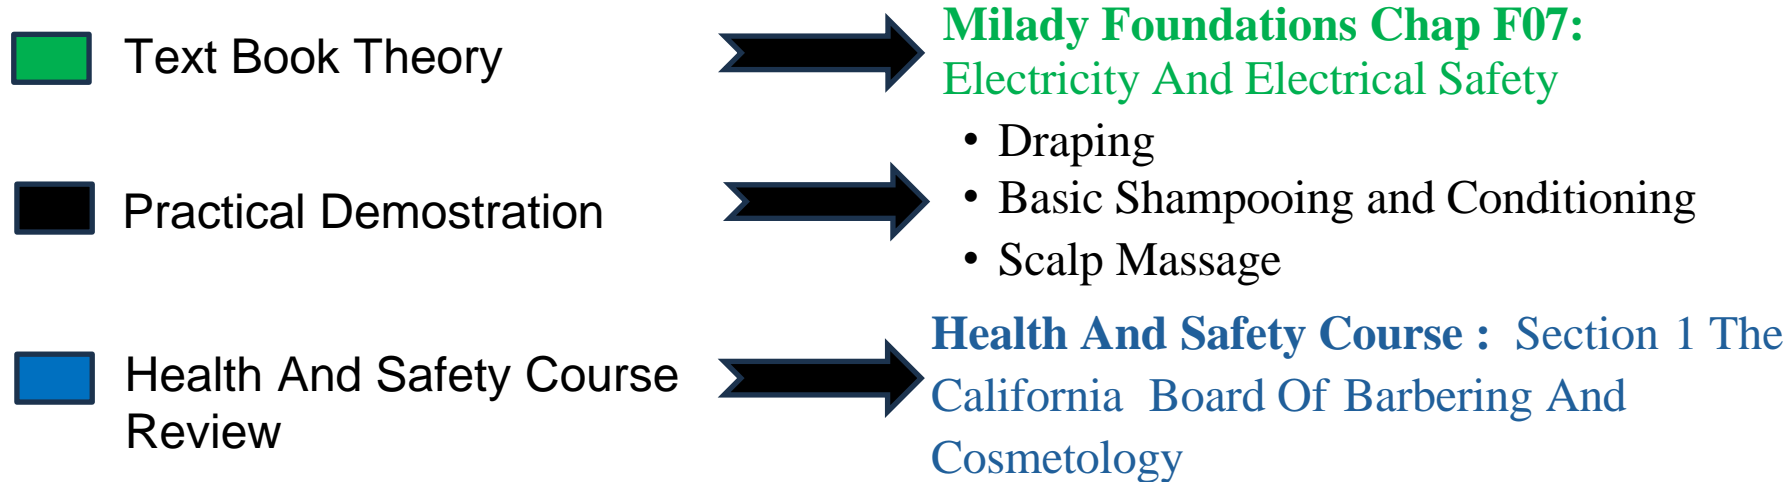 Text Book Theory
Milady Foundations Chap F07:
Electricity And Electrical Safety
Practical Demostration
• Draping
• Basic Shampooing and Conditioning
• Scalp Massage
Health And Safety Course
Review
Health And Safety Course : Section 1 The
California Board Of Barbering And
Cosmetology